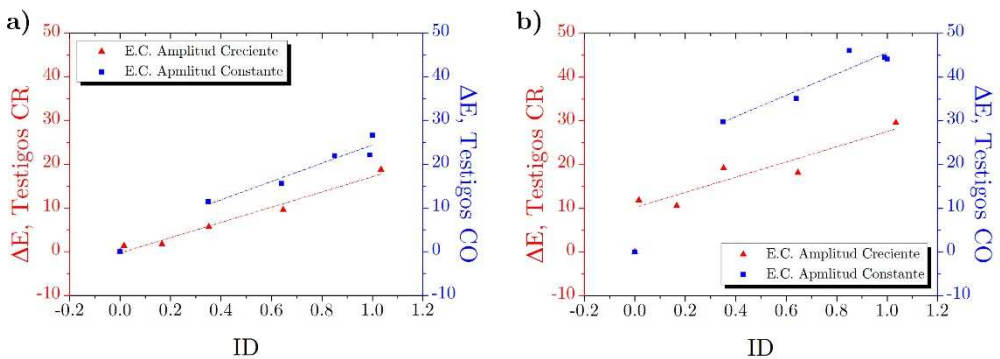 a)
50
40
30
20
10
0
-10
ΔE, Testigos CR
E.C. Amplitud Creciente
E.C. Apmlitud Constante
50
40
30
20
10
0
-10
ΔE, Testigos CO
-0.2 0.0 0.2 0.4 0.6 0.8 1.0 1.2
ID
b)
50
40
30
20
10
0
-10
ΔE, Testigos CR
E.C. Amplitud Creciente
E.C. Apmlitud Constante
50
40
30
20
10
0
-10
ΔE, Testigos CO
-0.2 0.0 0.2 0.4 0.6 0.8 1.0 1.2
ID